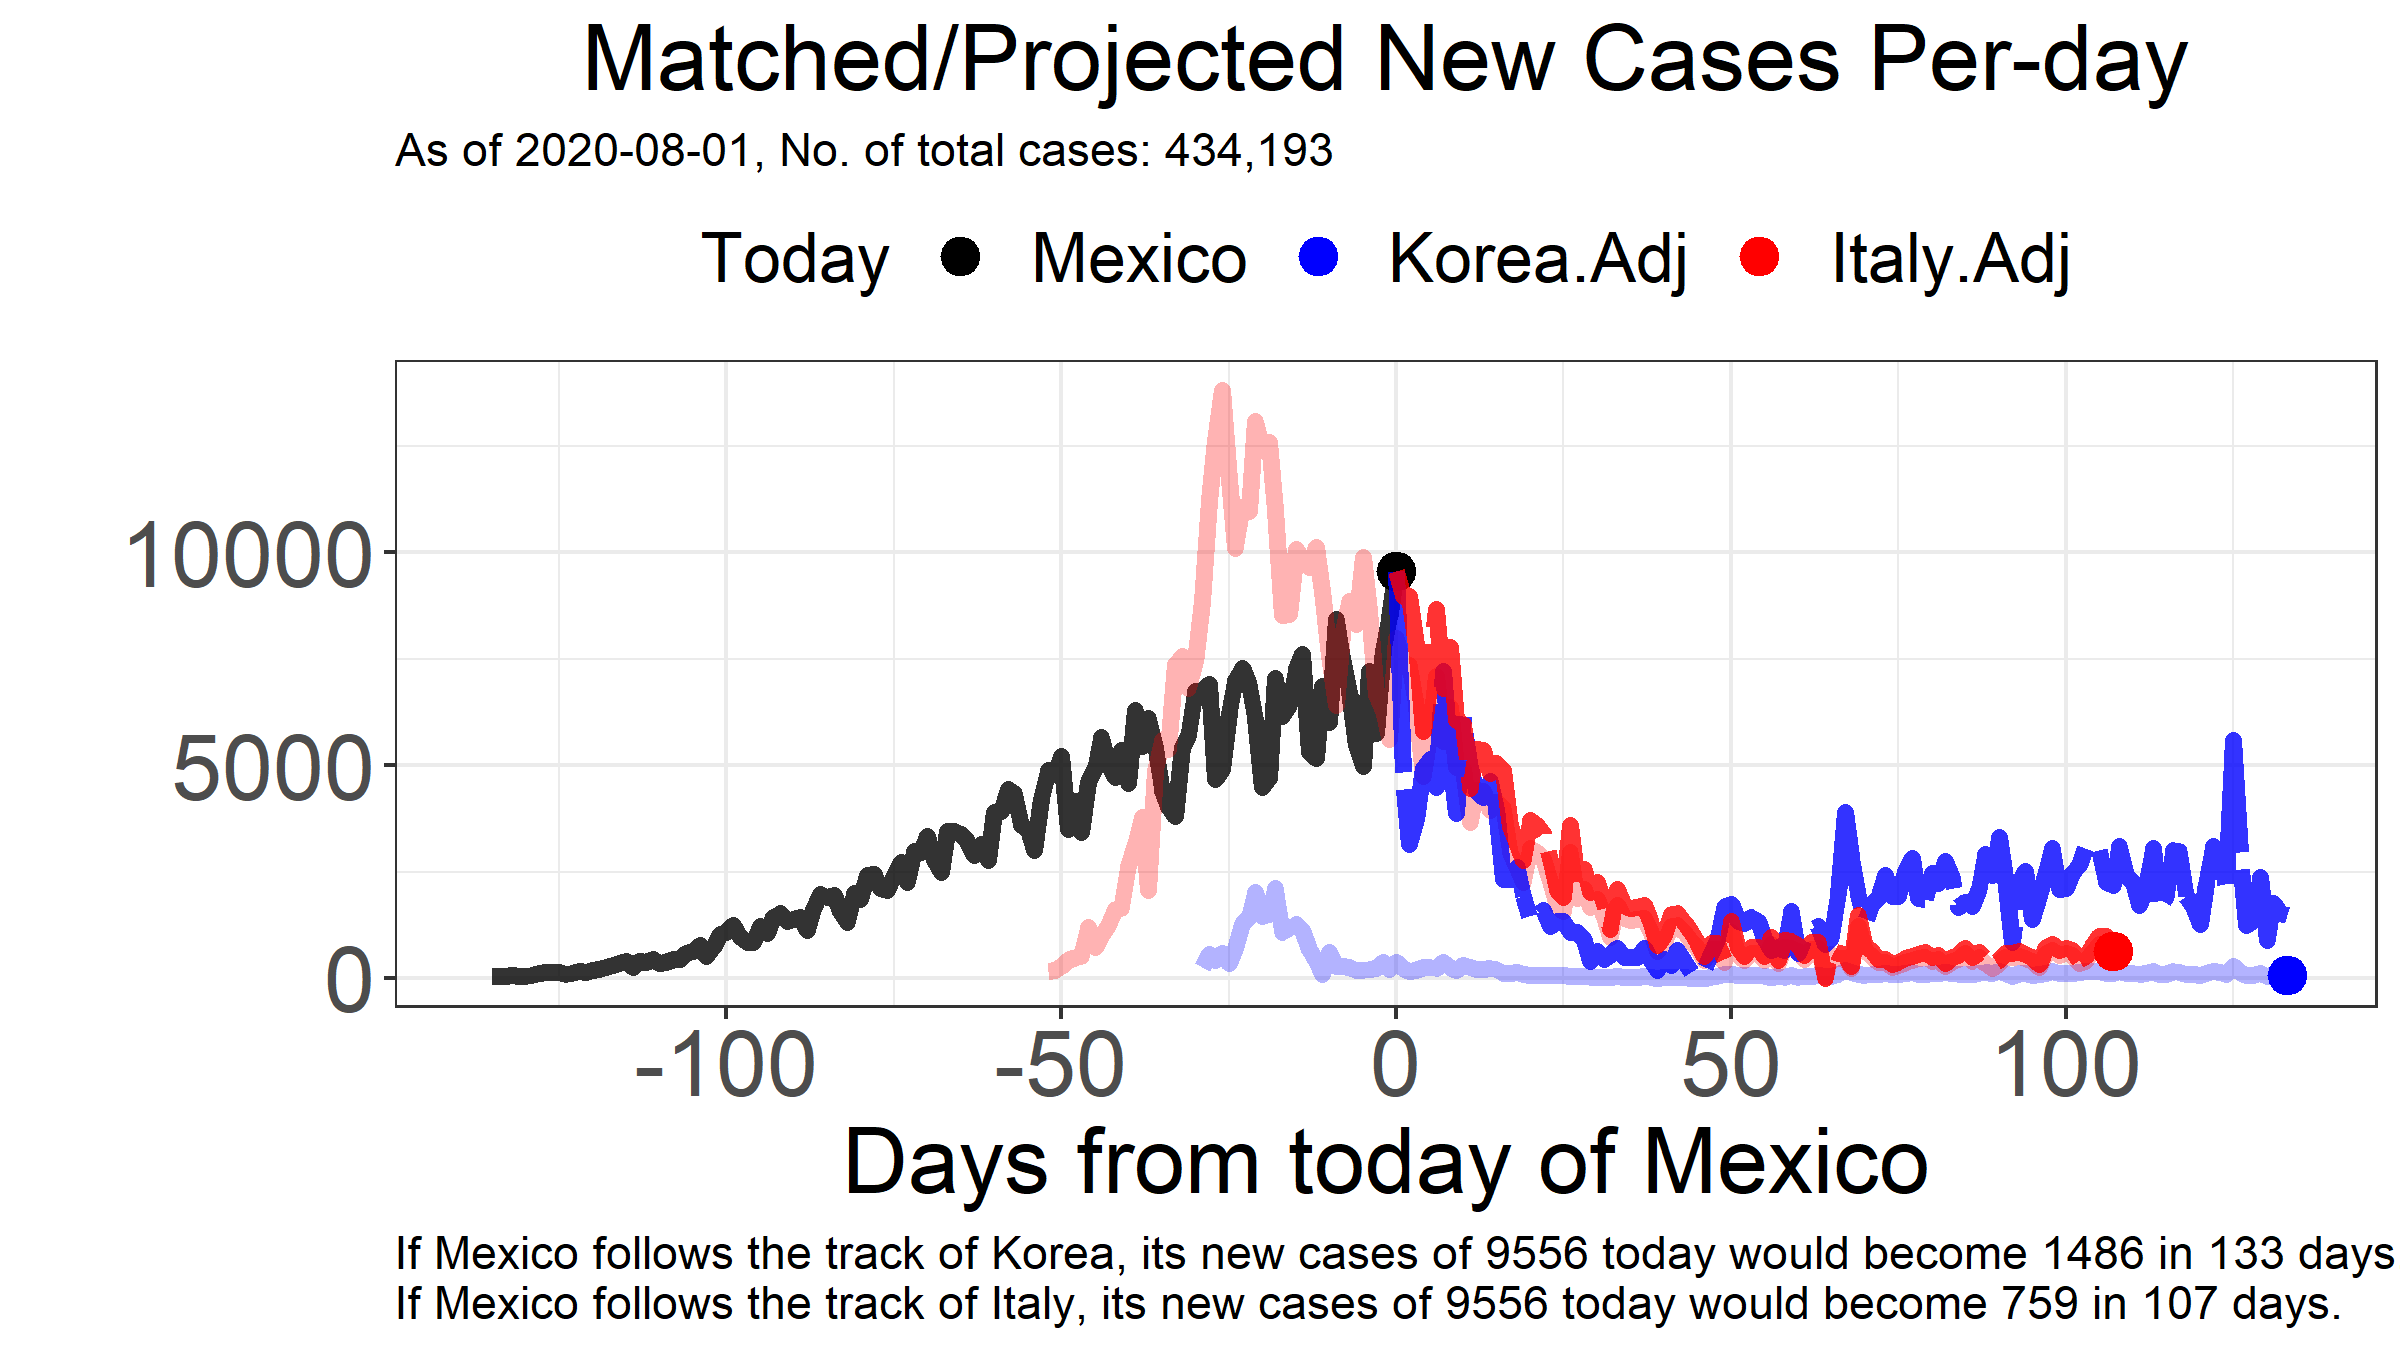 Matched/Projected New Cases Per-day
As of 2020-08-01, No. of total cases: 434,193
Today Mexico Korea.Adj Italy.Adj
10000
5000
0
-100 -50 0 50 100
Days from today of Mexico
If Mexico follows the track of Korea, its new cases of 9556 today would become 1486 in 133 days
If Mexico follows the track of Italy, its new cases of 9556 today would become 759 in 107 days.